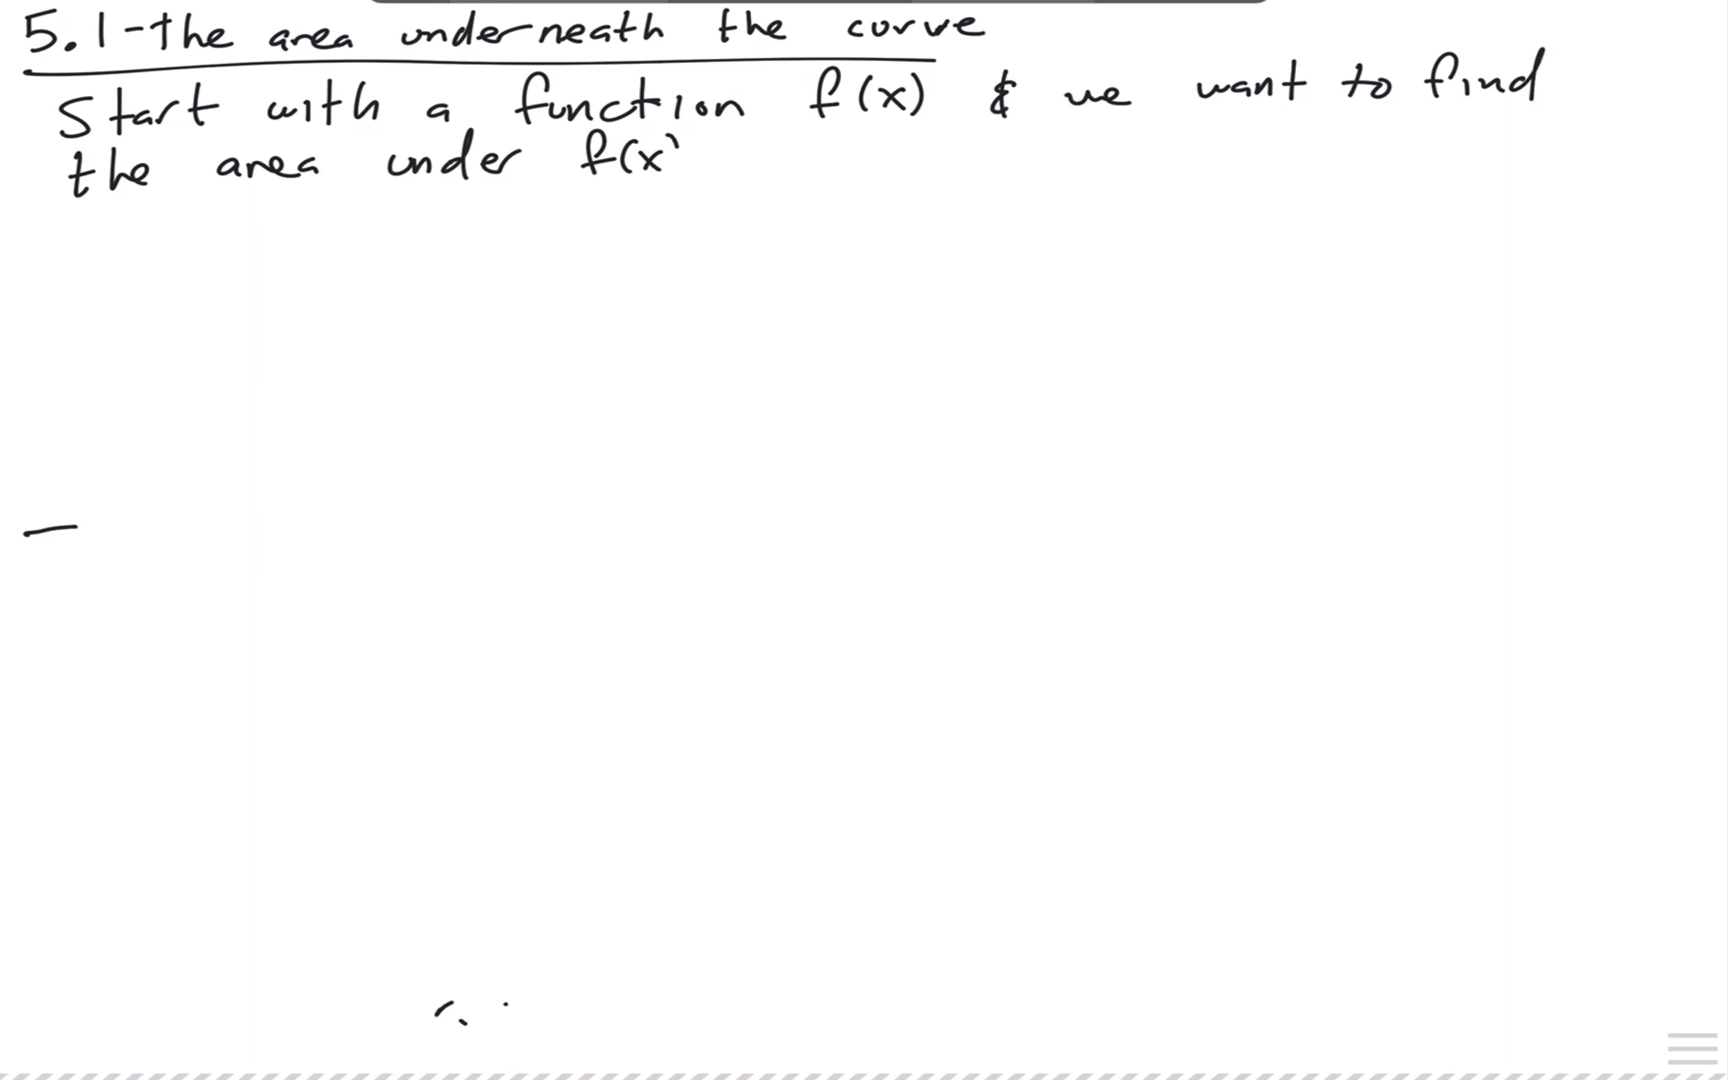 5.1-the area underneath the curve
Start with a function f(x) & we want to find
the area under f(x)